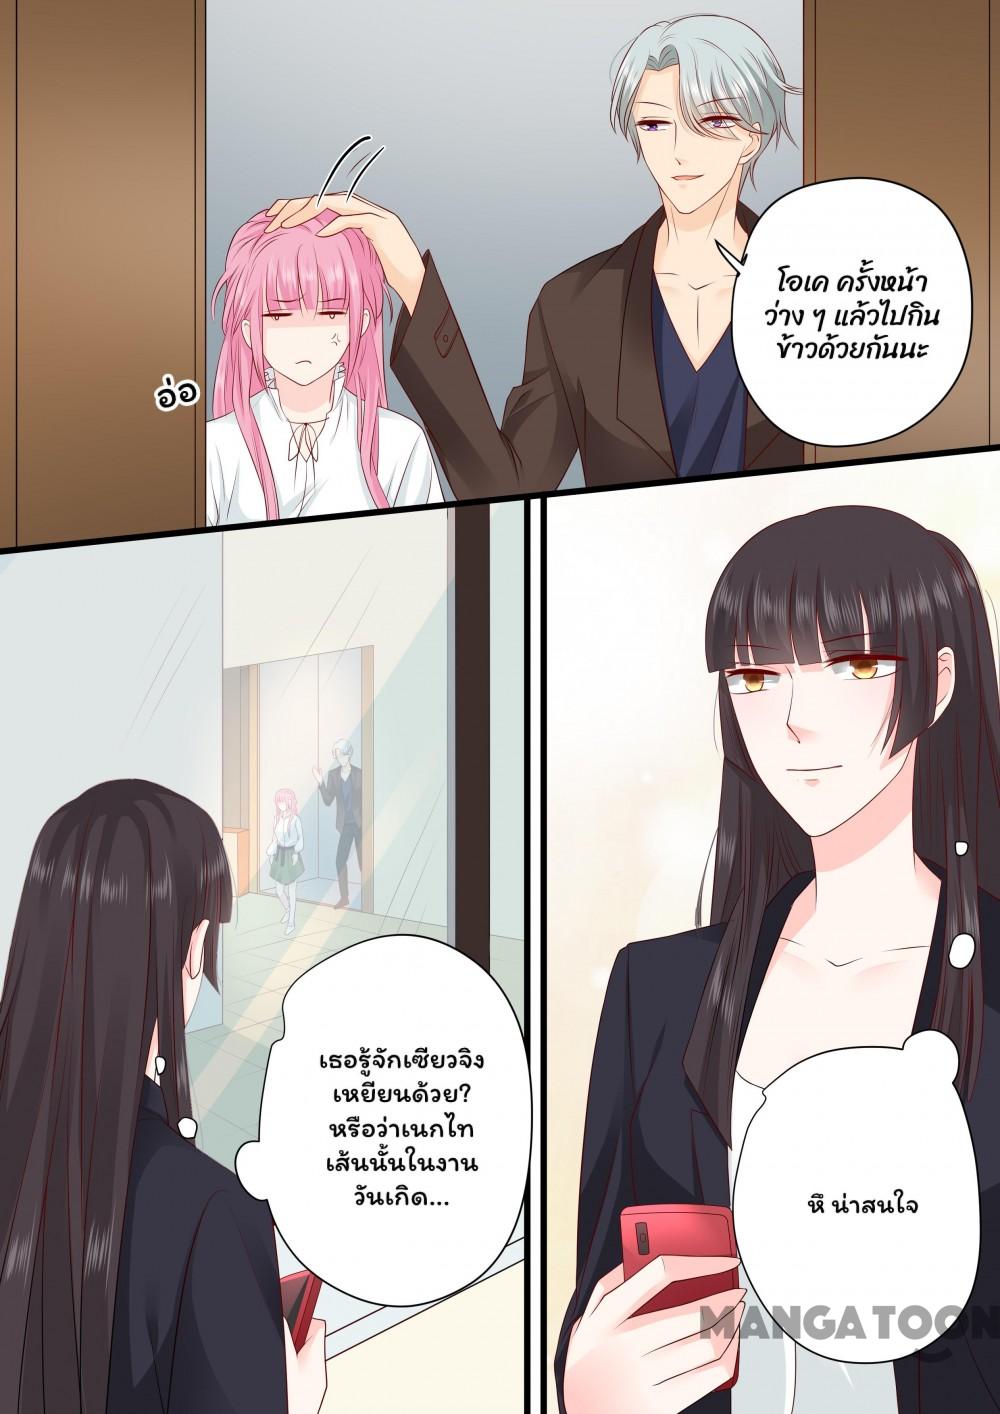 โอเค ครั้งหน้า
ว่าง ๆ แล้วไปกิน
ข้าวด้วยกันนะ
อ่อ
เธอรู้จักเซียวจิง
เหยียนด้วย?
หรือว่าเนกไท
เส้นนั้นในงาน
วันเกิด...
หึ น่าสนใจ
MANGATOON